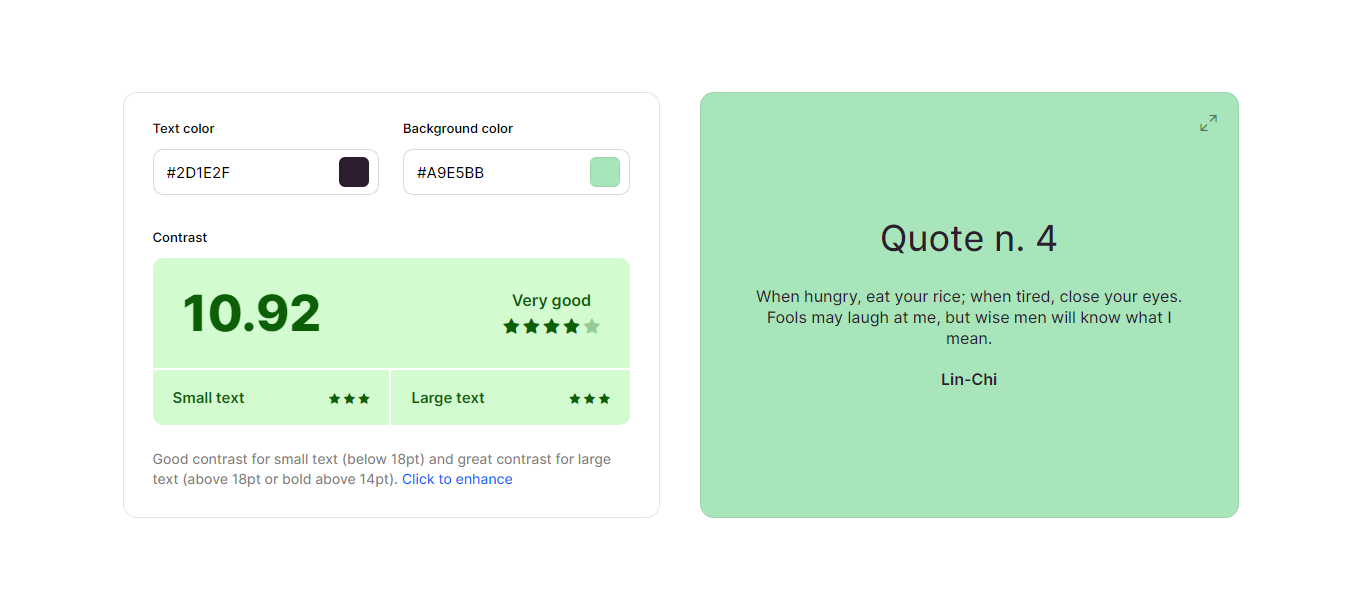 Text color
Background color
#2D1E2F
#A9E5BB
Contrast
10.92
Very good
Small text
Large text
Good contrast for small text (below 18pt) and great contrast for large
text (above 18pt or bold above 14pt). Click to enhance
Quote n. 4
When hungry, eat your rice; when tired, close your eyes.
Fools may laugh at me, but wise men will know what I
mean.
Lin-Chi